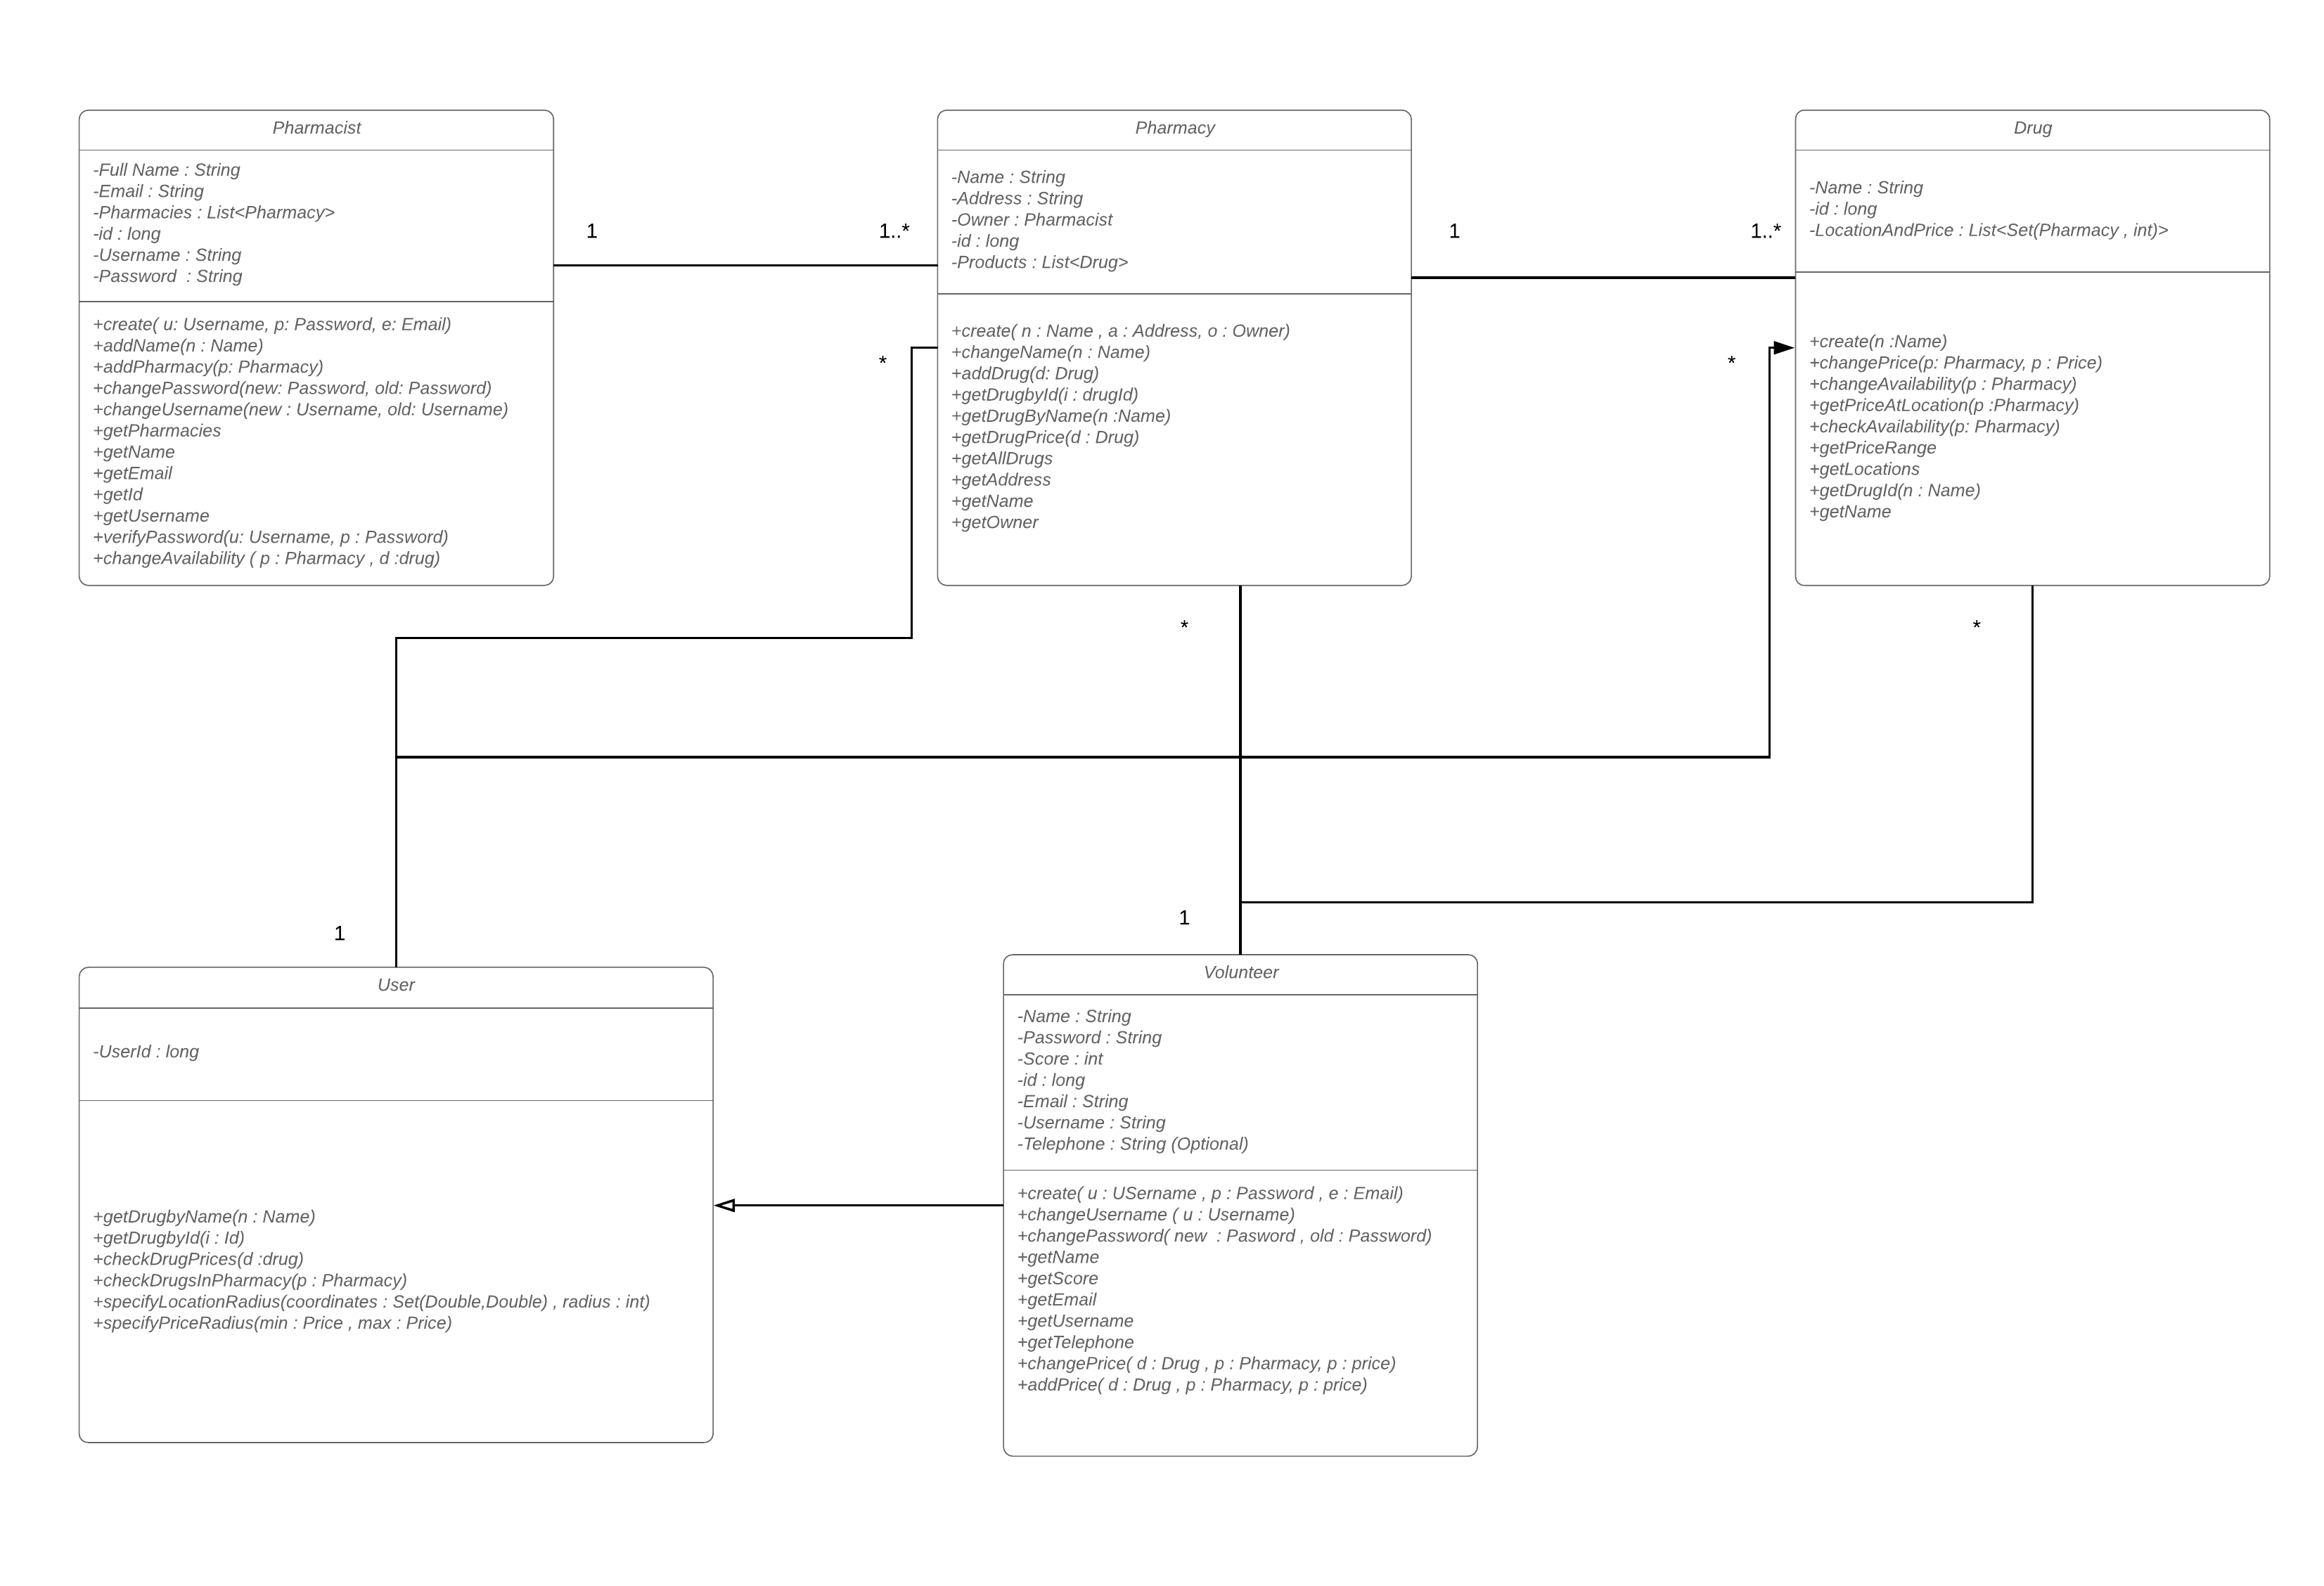 Pharmacist
-Full Name : String
-Email : String
-Pharmacies : List<Pharmacy>
-id : long
-Username : String
-Password  : String
+create( u: Username, p: Password, e: Email)
+addName(n : Name)
+addPharmacy(p: Pharmacy)
+changePassword(new: Password, old: Password)
+changeUsername(new : Username, old: Username)
+getPharmacies
+getName
+getEmail
+getId
+getUsername
+verifyPassword(u: Username, p : Password)
+changeAvailability ( p : Pharmacy , d :drug)
1
1..*
Pharmacy
-Name : String
-Address : String
-Owner : Pharmacist
-id : long
-Products : List<Drug>
+create( n : Name , a : Address, o : Owner)
+changeName(n : Name)
+addDrug(d: Drug)
+getDrugbyId(i : drugId)
+getDrugByName(n :Name)
+getDrugPrice(d : Drug)
+getAllDrugs
+getAddress
+getName
+getOwner
1
1..*
Drug
-Name : String
-id : long
-LocationAndPrice : List<Set(Pharmacy , int)>
+create(n :Name)
+changePrice(p: Pharmacy, p : Price)
+changeAvailability(p : Pharmacy)
+getPriceAtLocation(p :Pharmacy)
+checkAvailability(p: Pharmacy)
+getPriceRange
+getLocations
+getDrugId(n : Name)
+getName
*
*
*
*
1
1
User
-UserId : long
+getDrugbyName(n : Name)
+getDrugbyId(i : Id)
+checkDrugPrices(d :drug)
+checkDrugsInPharmacy(p : Pharmacy)
+specifyLocationRadius(coordinates : Set(Double,Double) , radius : int)
+specifyPriceRadius(min : Price , max : Price)
Volunteer
-Name : String
-Password : String
-Score : int
-id : long
-Email : String
-Username : String
-Telephone : String (Optional)
+create( u : USername , p : Password , e : Email)
+changeUsername ( u : Username)
+changePassword( new  : Pasword , old : Password)
+getName
+getScore
+getEmail
+getUsername
+getTelephone
+changePrice( d : Drug , p : Pharmacy, p : price)
+addPrice( d : Drug , p : Pharmacy, p : price)